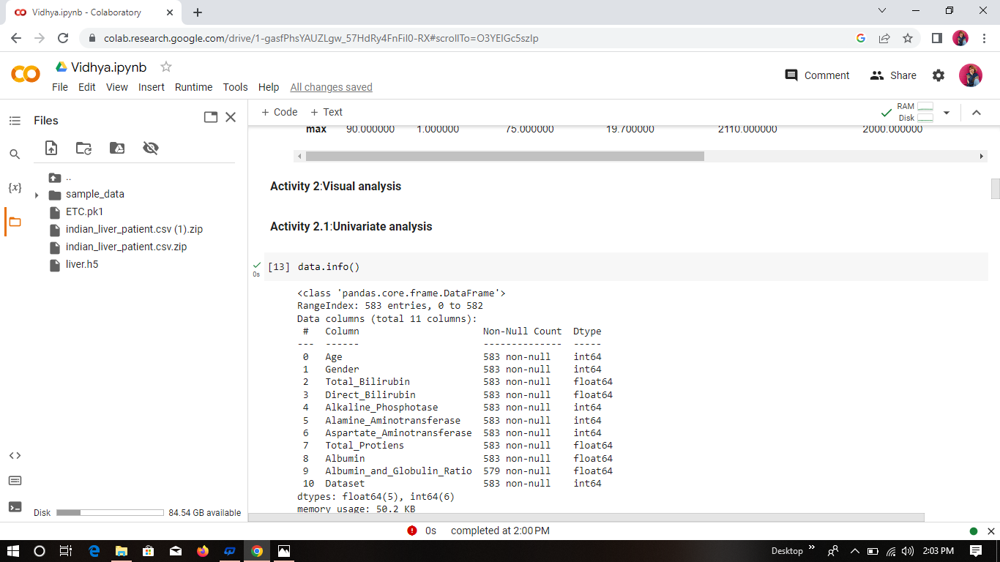 Vidhya.ipynb - Colaboratory
colab.research.google.com/drive/1-gasfPhsYAUZLgw_57HdRy4FnFil0-RX#scrollTo=O3YElGc5szIp
Vidhya.ipynb
File Edit View Insert Runtime Tools Help All changes saved
Comment Share
Files
+ Code + Text
RAM
Disk
{x}
..
sample_data
ETC.pk1
indian_liver_patient.csv (1).zip
indian_liver_patient.csv.zip
liver.h5
Disk 84.54 GB available
max 90.000000 1.000000 75.000000 19.700000 2110.000000 2000.000000
Activity 2:Visual analysis
Activity 2.1:Univariate analysis
0s
[13] data.info()
<class 'pandas.core.frame.DataFrame'>
RangeIndex: 583 entries, 0 to 582
Data columns (total 11 columns):
# Column Non-Null Count Dtype
--- ------ -------------- -----
0 Age 583 non-null int64
1 Gender 583 non-null int64
2 Total_Bilirubin 583 non-null float64
3 Direct_Bilirubin 583 non-null float64
4 Alkaline_Phosphotase 583 non-null int64
5 Alamine_Aminotransferase 583 non-null int64
6 Aspartate_Aminotransferase 583 non-null int64
7 Total_Protiens 583 non-null float64
8 Albumin 583 non-null float64
9 Albumin_and_Globulin_Ratio 579 non-null float64
10 Dataset 583 non-null int64
dtypes: float64(5), int64(6)
memory usage: 50.2 KB
0s completed at 2:00 PM
Desktop
2:03 PM